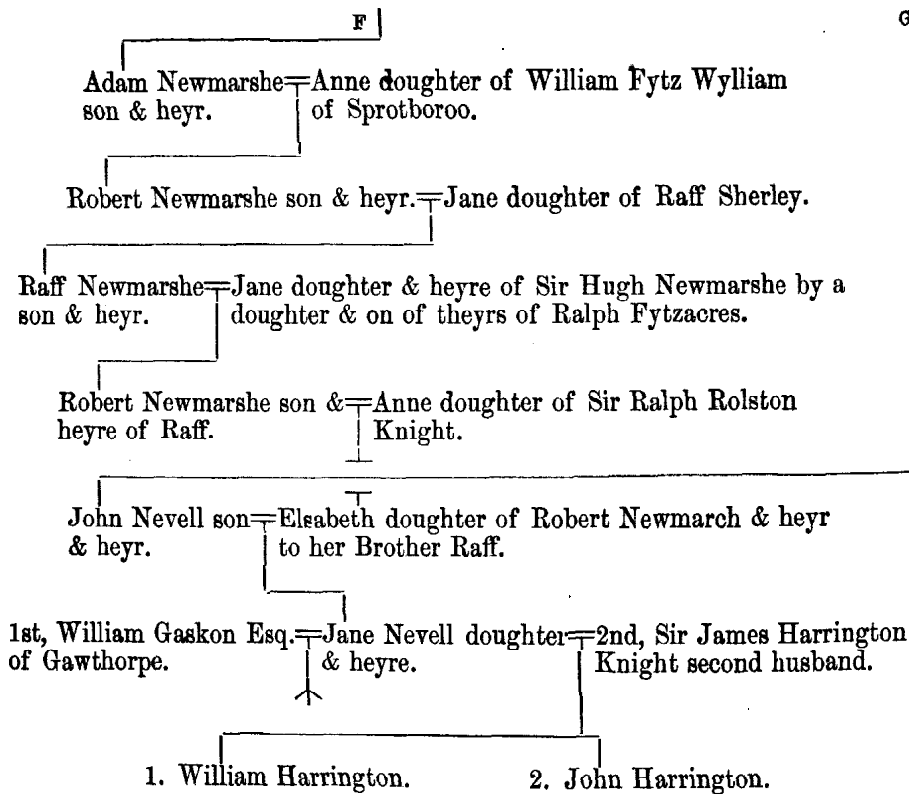 F G
Adam Newmarshe Anne doughter of William Fytz Wylliam
son & heyr. of Sprotboroo.
Robert Newmarshe son & heyr. Jane doughter of Raff Sherley.
Raff Newmarshe Jane doughter & heyre of Sir Hugh Newmarshe by a
son & heyr. doughter & on of theyrs of Ralph Fytzacres.
Robert Newmarshe son & Anne doughter of Sir Ralph Rolston
heyre of Raff. Knight.
John Nevell son Elsabeth doughter of Robert Newmarch & heyr
& heyr. to her Brother Raff.
1st, William Gaskon Esq. Jane Nevell doughter 2nd, Sir James Harrington
of Gawthorpe. & heyre. Knight second husband.
1. William Harrington. 2. John Harrington.